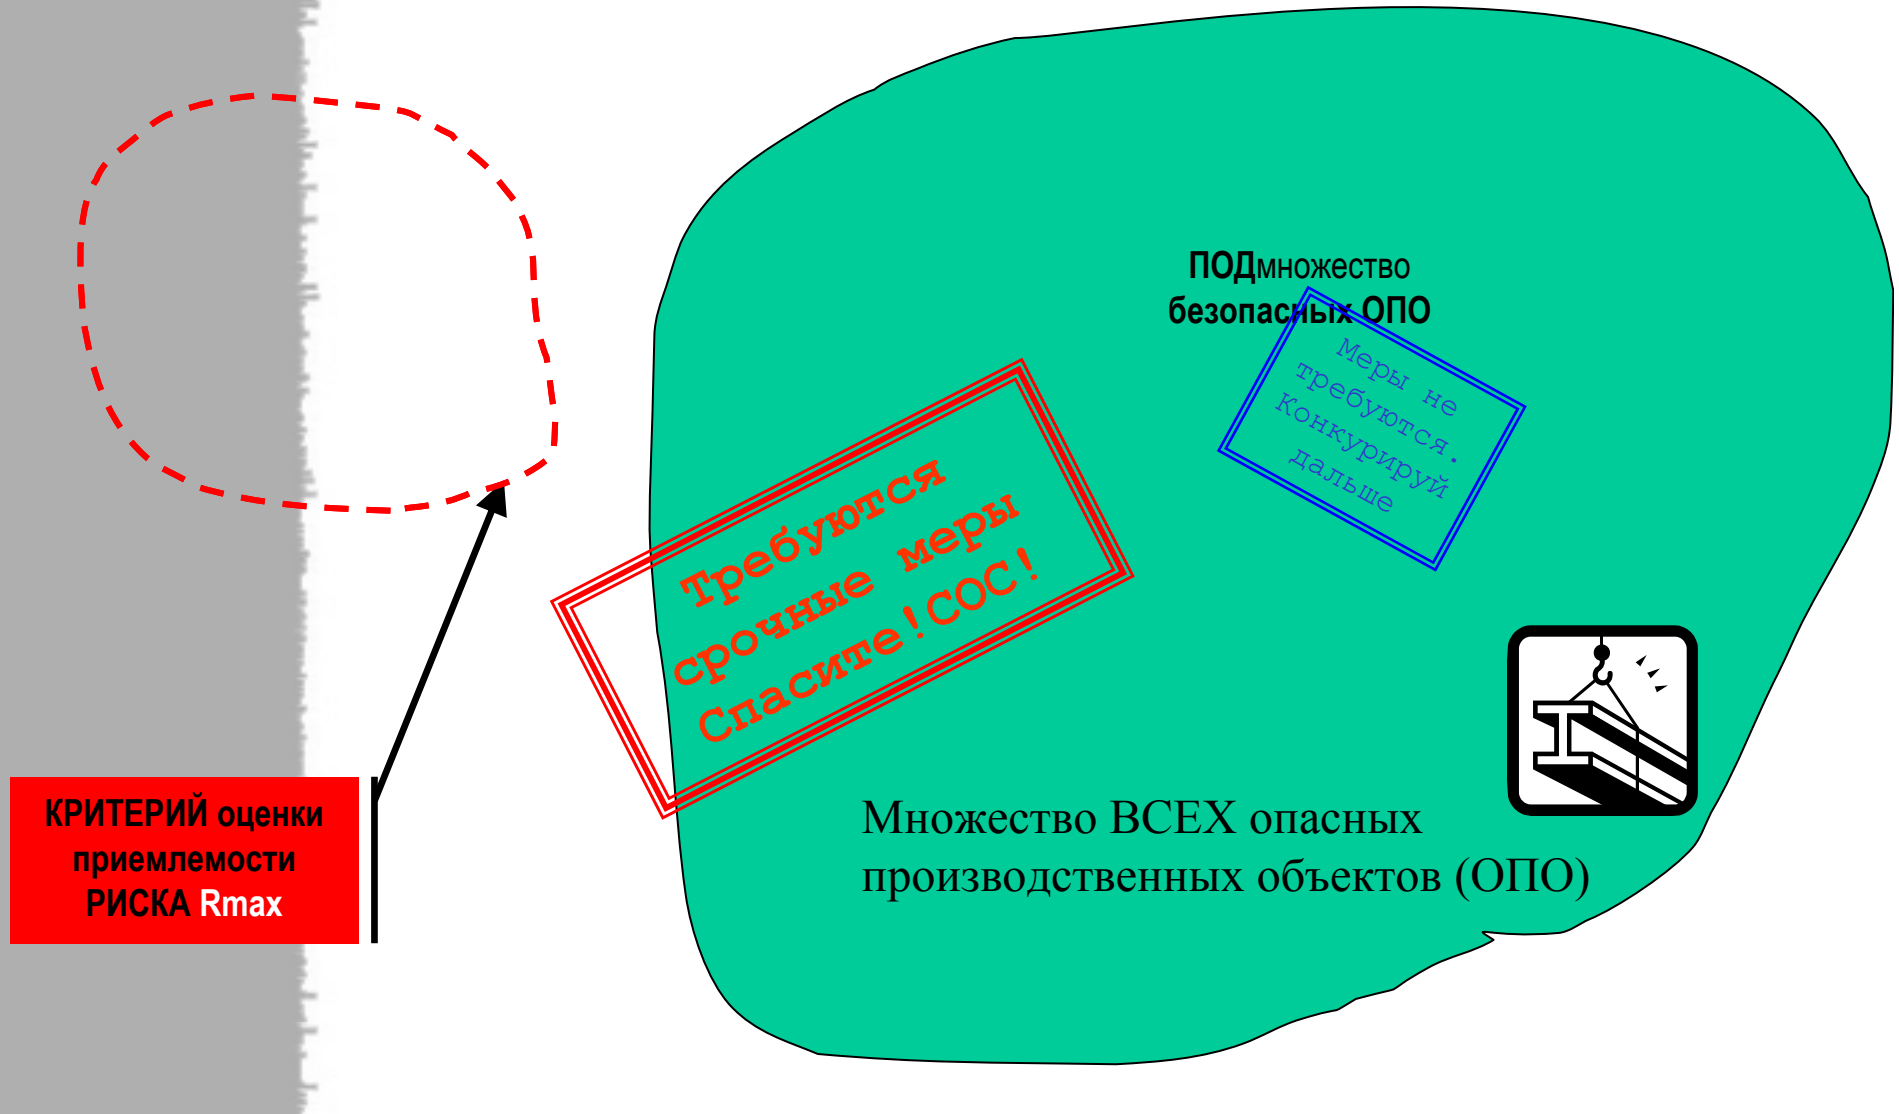 ПОДмножество
безопасных ОПО
Меры не
требуются.
Конкурируй
дальше
Требуются
срочные меры
Спасите!СОС!
КРИТЕРИЙ оценки
приемлемости
РИСКА Rmax
Множество ВСЕХ опасных
производственных объектов (ОПО)